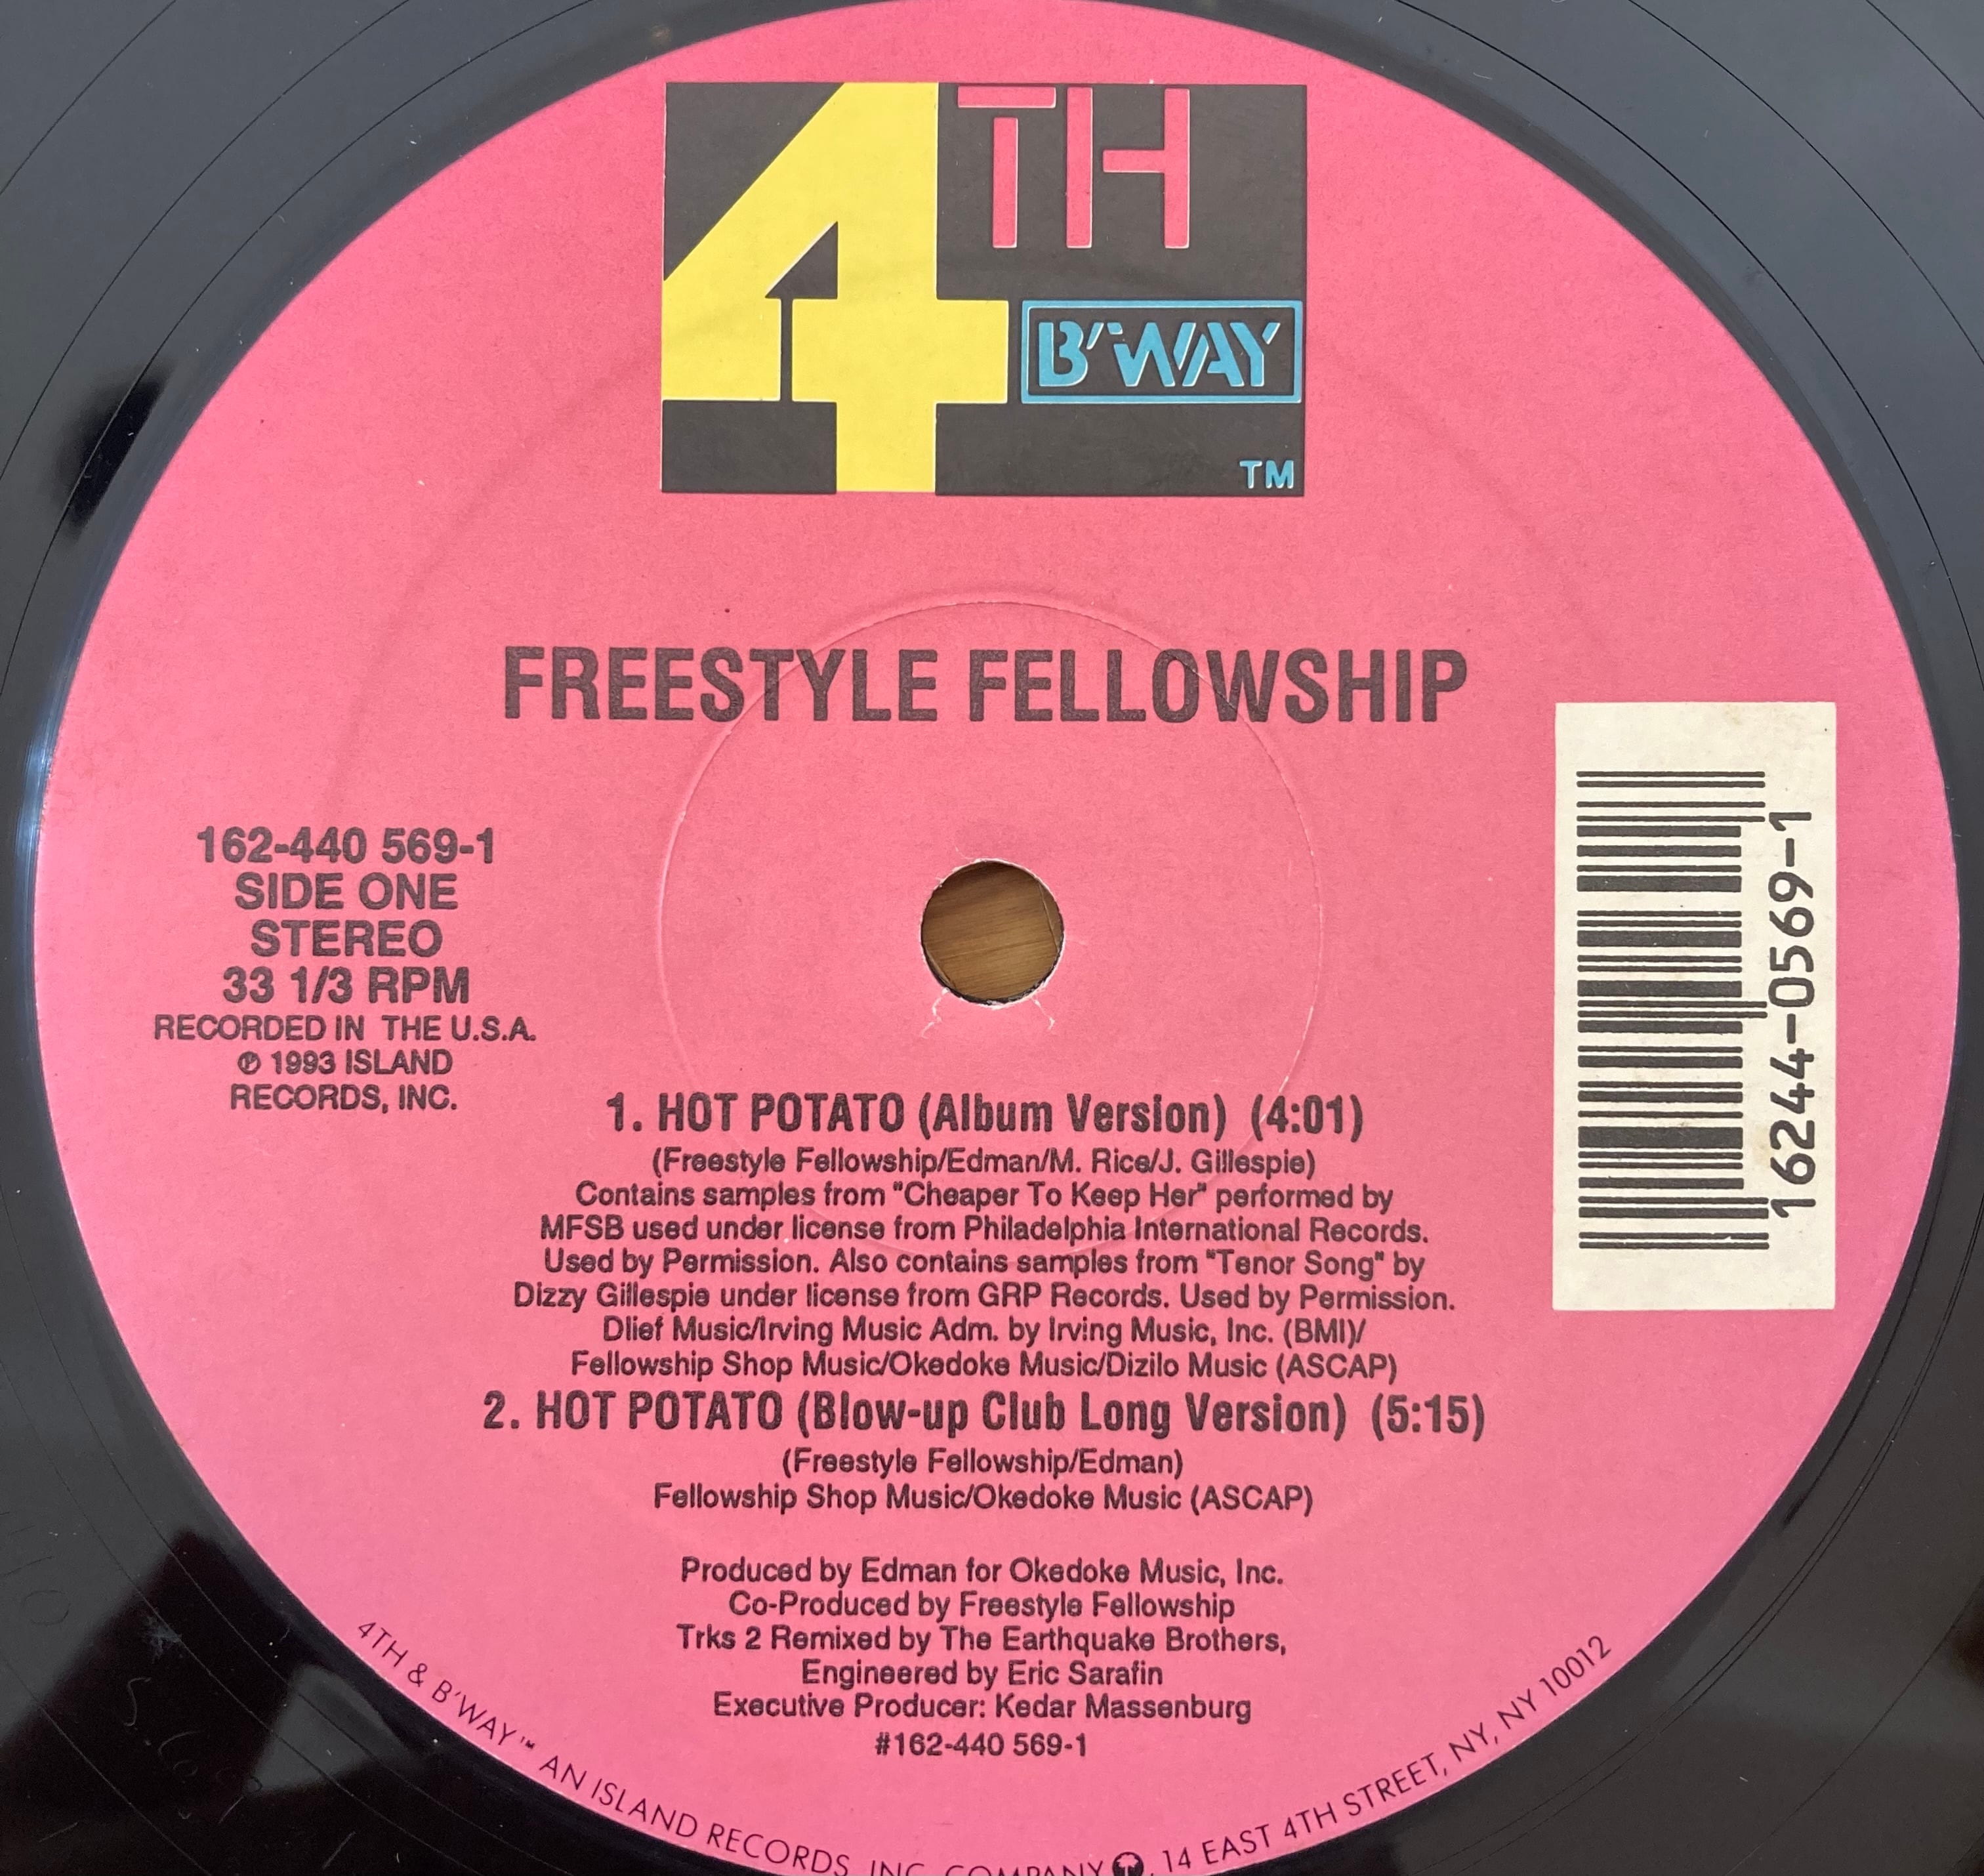 4TH
B'WAY
TM
FREESTYLE FELLOWSHIP
162-440 569-1
SIDE ONE
STEREO
33 1/3 RPM
RECORDED IN THE U.S.A.
℗ 1993 ISLAND
RECORDS, INC.
1624-40569-1
1. HOT POTATO (Album Version) (4:01)
(Freestyle Fellowship/Edman/M. Rice/J. Gillespie)
Contains samples from "Cheaper To Keep Her" performed by
MFSB used under license from Philadelphia International Records.
Used by Permission. Also contains samples from "Tenor Song" by
Dizzy Gillespie under license from GRP Records. Used by Permission.
Dlief Music/Irving Music Adm. by Irving Music, Inc. (BMI)/
Fellowship Shop Music/Okedoke Music/Dizilo Music (ASCAP)
2. HOT POTATO (Blow-up Club Long Version) (5:15)
(Freestyle Fellowship/Edman)
Fellowship Shop Music/Okedoke Music (ASCAP)
Produced by Edman for Okedoke Music, Inc.
Co-Produced by Freestyle Fellowship
Trks 2 Remixed by The Earthquake Brothers,
Engineered by Eric Sarafin
Executive Producer: Kedar Massenburg
#162-440 569-1
4TH & B'WAY™ AN ISLAND RECORDS, INC. COMPANY, 14 EAST 4TH STREET, NY, NY 10012